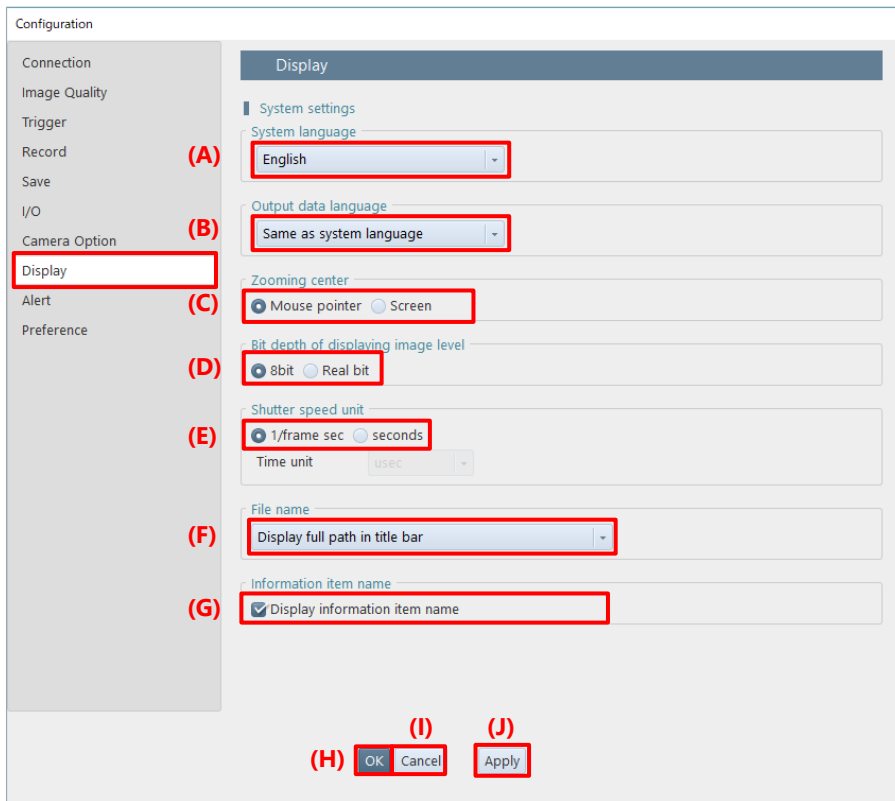 Configuration
Connection
Image Quality
Trigger
Record
Save
I/O
Camera Option
Display
Alert
Preference
Display
System settings
System language
(A) English
Output data language
(B) Same as system language
Zooming center
(C) Mouse pointer Screen
Bit depth of displaying image level
(D) 8bit Real bit
Shutter speed unit
(E) 1/frame sec seconds
Time unit usec
File name
(F) Display full path in title bar
Information item name
(G) Display information item name
(I) (J)
(H) OK Cancel Apply